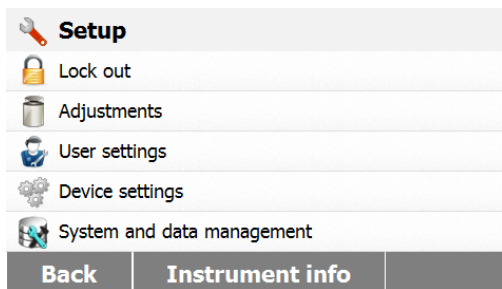 Setup
Lock out
Adjustments
User settings
Device settings
System and data management
Back Instrument info